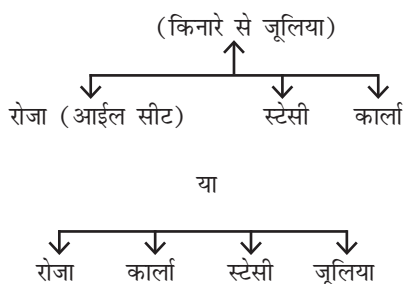 (किनारे से जूलिया)
रोजा (आईल सीट) स्टेसी कार्ला
या
रोजा कार्ला स्टेसी जूलिया